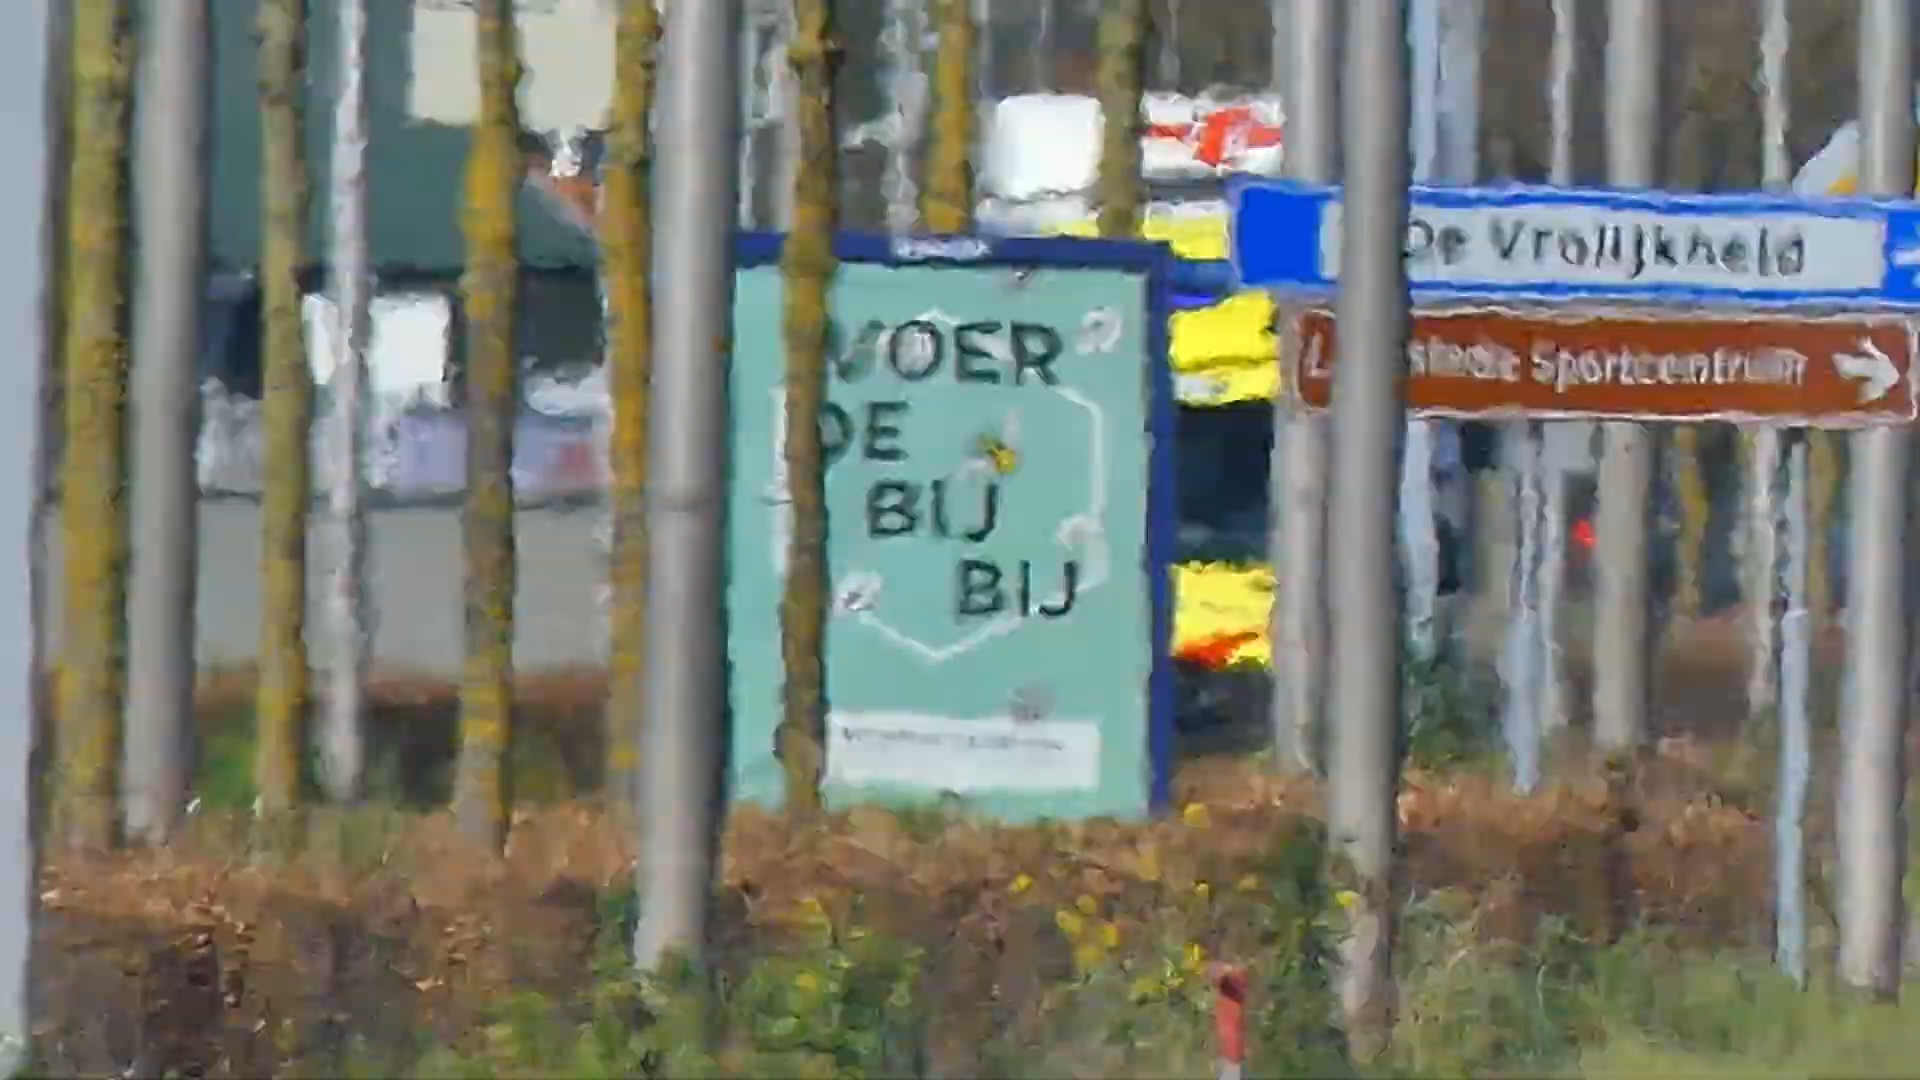 De Vrolijkheid
Sportcentrum
VOER
DE
BIJ
BIJ